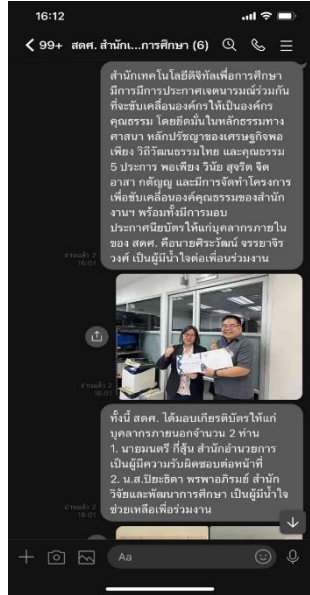 16:12
99+ สดศ. สำนักเ...การศึกษา (6)
สำนักเทคโนโลยีดิจิทัลเพื่อการศึกษา
มีการมีการประกาศเจตนารมณ์ร่วมกัน
ที่จะขับเคลื่อนองค์กรให้เป็นองค์กร
คุณธรรม โดยยึดมั่นในหลักธรรมทาง
ศาสนา หลักปรัชญาของเศรษฐกิจพอ
เพียง วิถีวัฒนธรรมไทย และคุณธรรม
5 ประการ พอเพียง วินัย สุจริต จิต
อาสา กตัญญู และมีการจัดทำโครงการ
เพื่อขับเคลื่อนองค์คุณธรรมของสำนัก
งานฯ พร้อมทั้งมีการมอบ
ประกาศนียบัตรให้แก่บุคลากรภายใน
ของ สดศ. คือนายศิระวัฒน์ จรรยาจิร
วงศ์ เป็นผู้มีน้ำใจต่อเพื่อนร่วมงาน
อ่านแล้ว 2
16:01
อ่านแล้ว 2
16:01
ทั้งนี้ สดศ. ได้มอบเกียรติบัตรให้แก่
บุคลากรภายนอกจำนวน 2 ท่าน
1. นายมนตรี กี่สุ้น สำนักอำนวยการ
เป็นผู้มีความรับผิดชอบต่อหน้าที่
2. น.ส.ปิยะธิดา พรพาอภิรมย์ สำนัก
วิจัยและพัฒนาการศึกษา เป็นผู้มีน้ำใจ
ช่วยเหลือเพื่อร่วมงาน
อ่านแล้ว 2
16:01
Aa